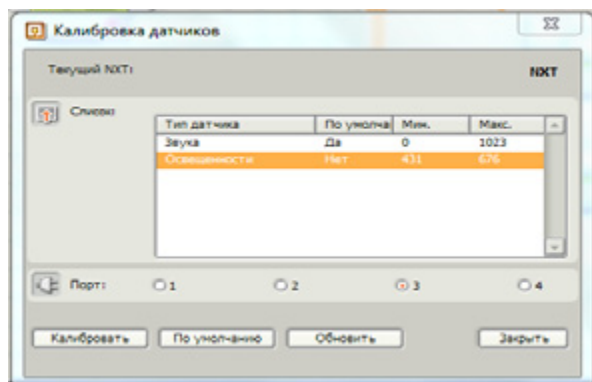 Калибровка датчиков
Текущий NXT: NXT
Список:
Тип датчика По умолча Мин. Макс.
Звука Да 0 1023
Освещенности Нет 431 676
Порт: 1 2 3 4
Калибровать По умолчанию Обновить Закрыть